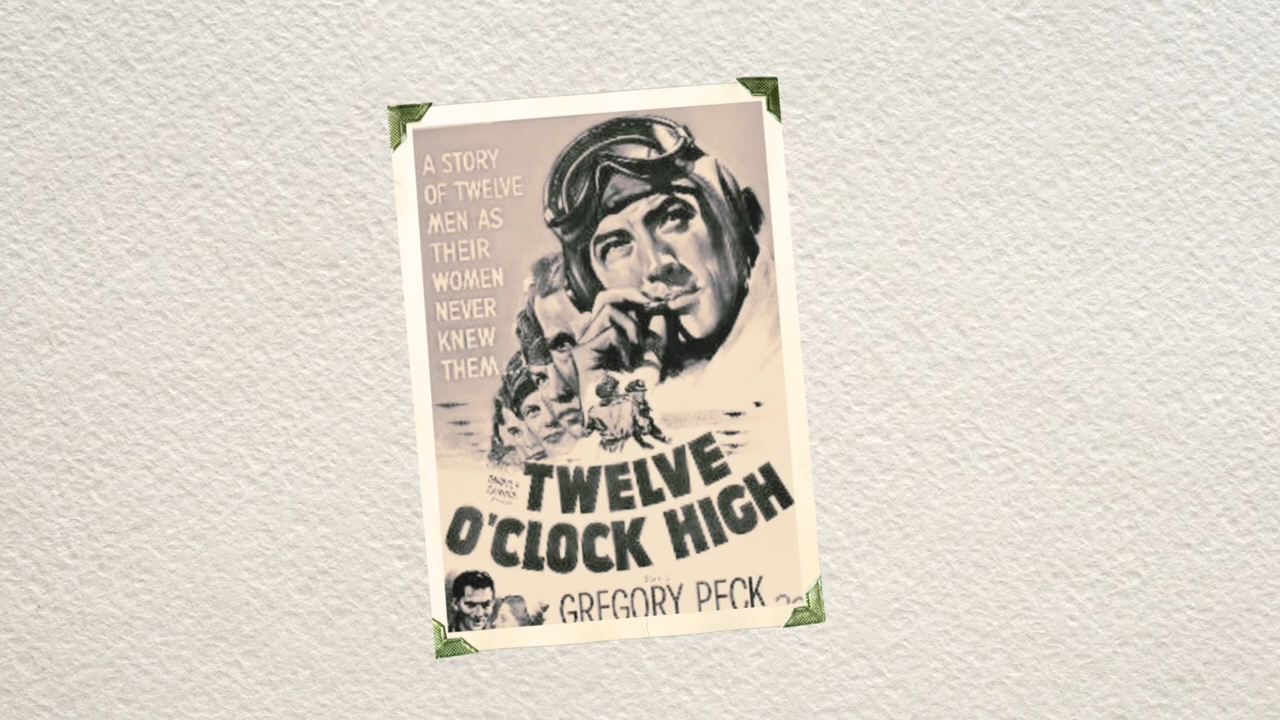 A STORY
OF TWELVE
MEN AS
THEIR
WOMEN
NEVER
KNEW
THEM...
TWELVE
O'CLOCK HIGH
GREGORY PECK